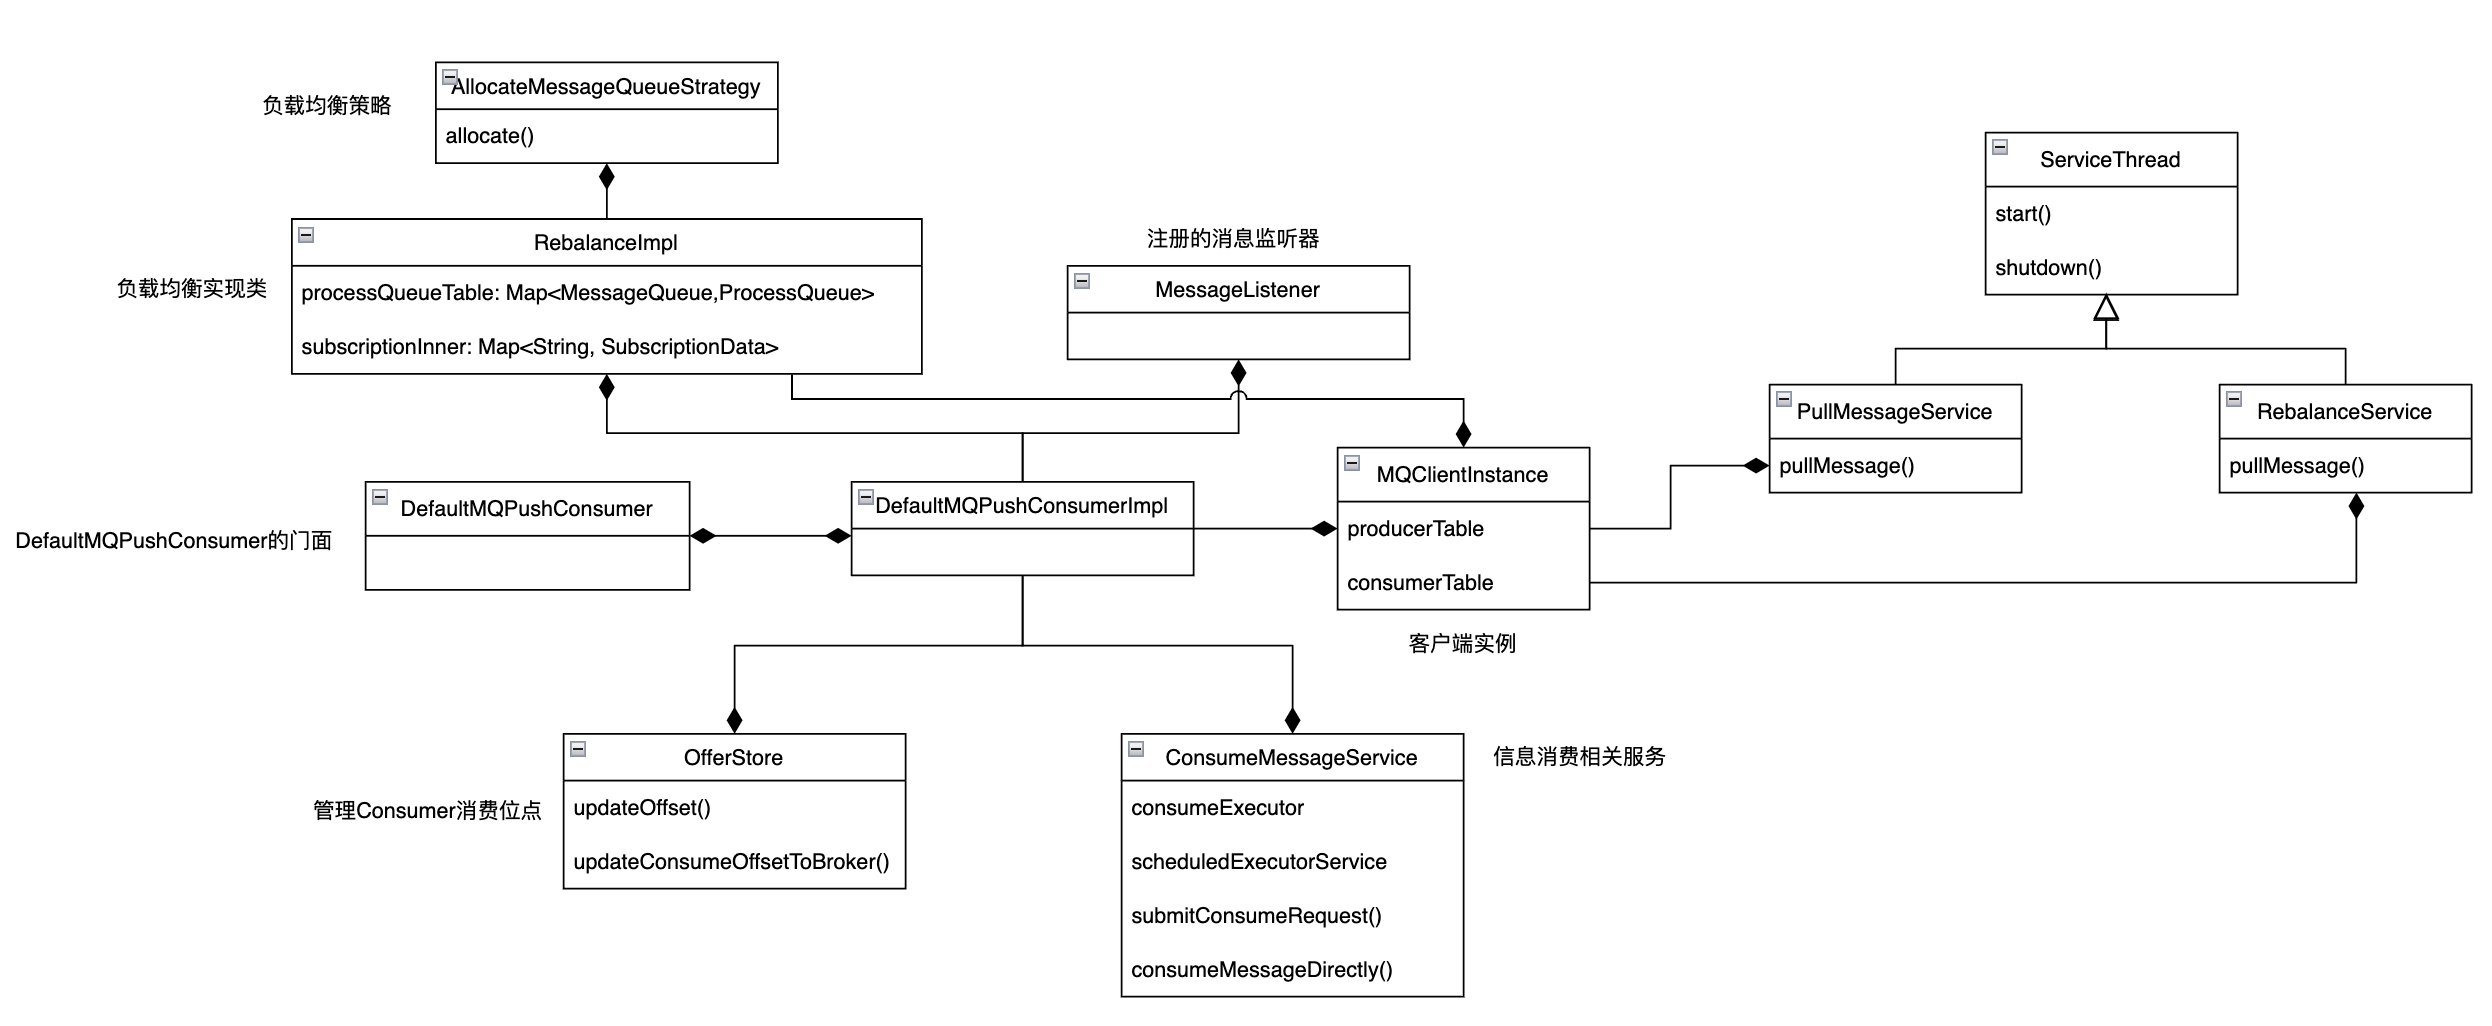 负载均衡策略
AllocateMessageQueueStrategy
allocate()
ServiceThread
start()
shutdown()
负载均衡实现类
RebalanceImpl
processQueueTable: Map<MessageQueue,ProcessQueue>
subscriptionInner: Map<String, SubscriptionData>
注册的消息监听器
MessageListener
PullMessageService
pullMessage()
RebalanceService
pullMessage()
DefaultMQPushConsumer的门面
DefaultMQPushConsumer
DefaultMQPushConsumerImpl
MQClientInstance
producerTable
consumerTable
客户端实例
管理Consumer消费位点
OfferStore
updateOffset()
updateConsumeOffsetToBroker()
ConsumeMessageService
consumeExecutor
scheduledExecutorService
submitConsumeRequest()
consumeMessageDirectly()
信息消费相关服务